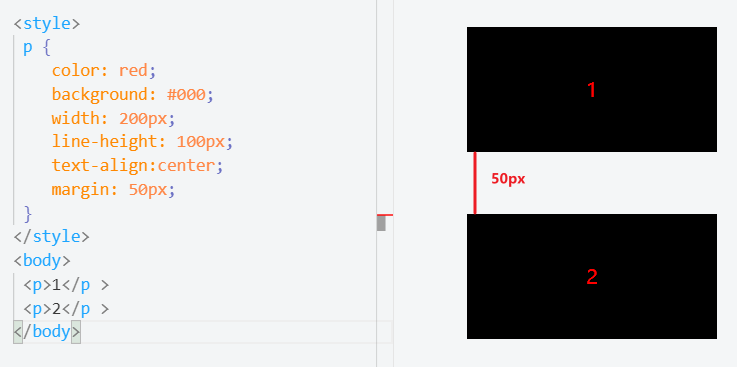 <style>
p {
color: red;
background: #000;
width: 200px;
line-height: 100px;
text-align:center;
margin: 50px;
}
</style>
<body>
<p>1</p >
<p>2</p >
</body>
1
50px
2